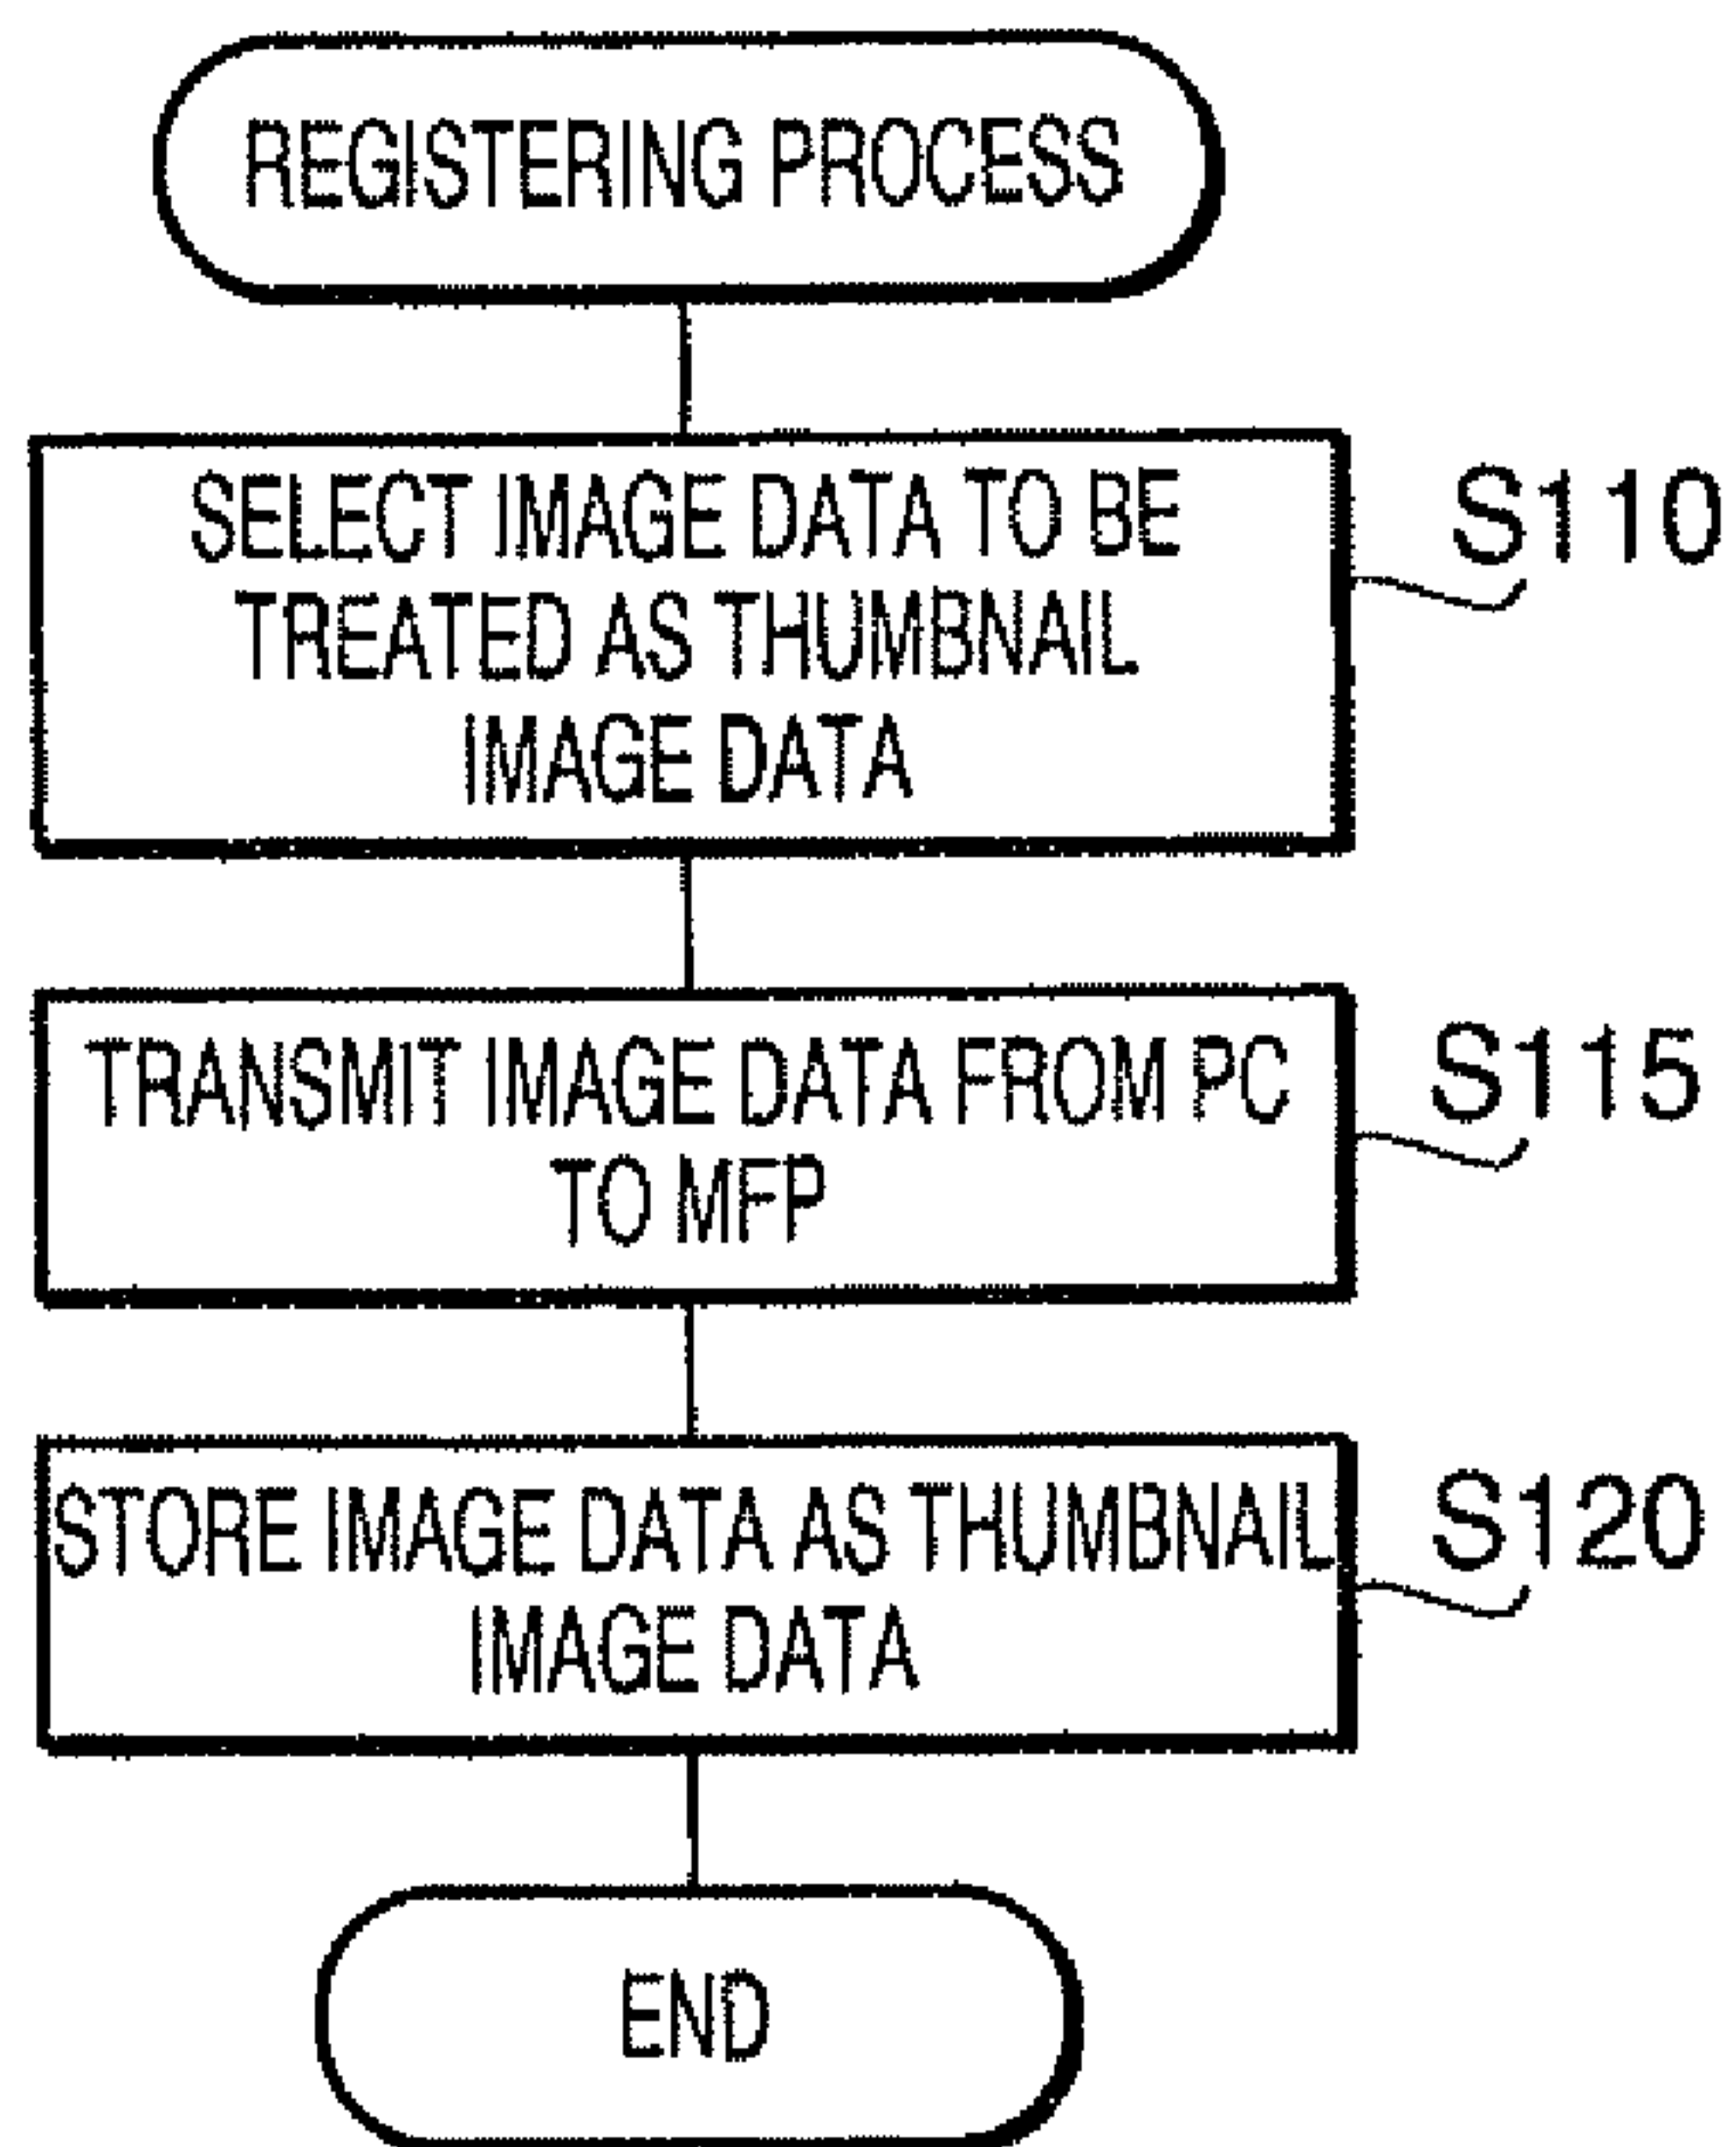 REGISTERING PROCESS
SELECT IMAGE DATA TO BE
TREATED AS THUMBNAIL
IMAGE DATA
S110
TRANSMIT IMAGE DATA FROM PC
TO MFP
S115
STORE IMAGE DATA AS THUMBNAIL
IMAGE DATA
S120
END